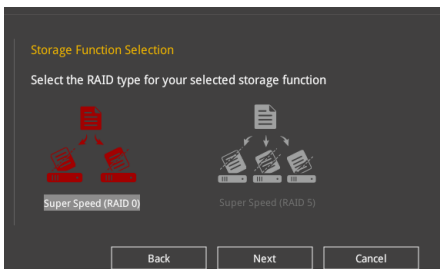 Storage Function Selection
Select the RAID type for your selected storage function
Super Speed (RAID 0)
Super Speed (RAID 5)
Back
Next
Cancel